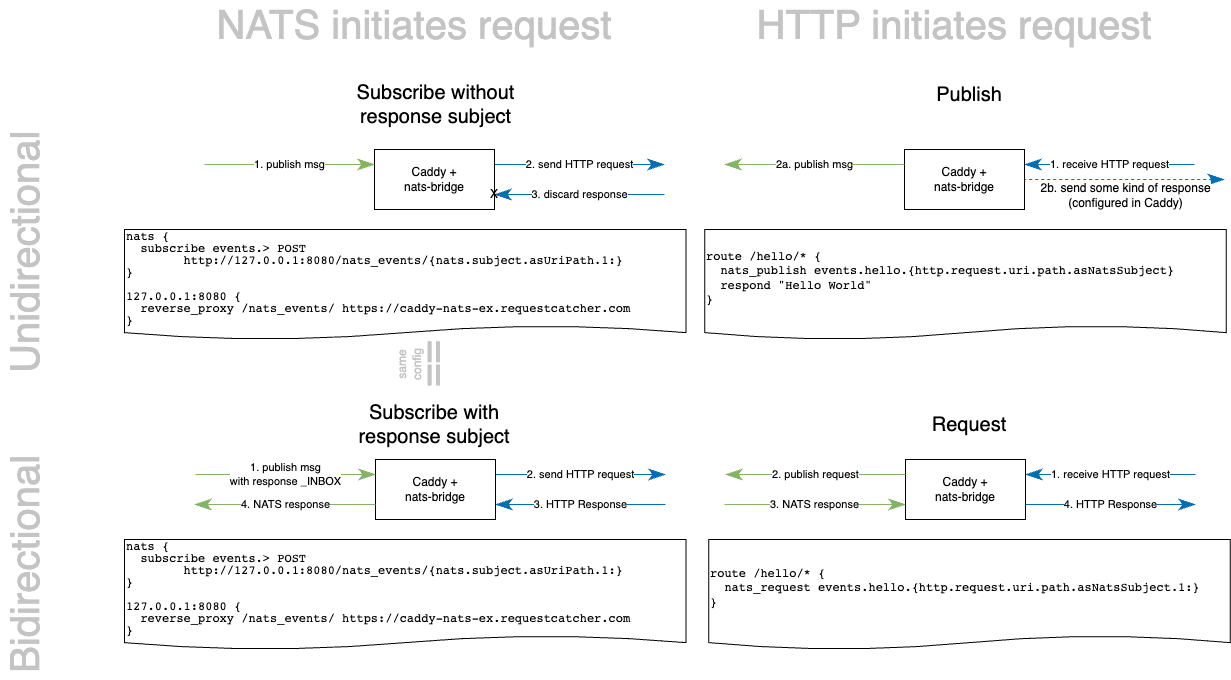 NATS initiates request
HTTP initiates request
Unidirectional
Subscribe without
response subject
1. publish msg
Caddy +
nats-bridge
2. send HTTP request
X
3. discard response
nats {
  subscribe events.> POST
        http://127.0.0.1:8080/nats_events/{nats.subject.asUriPath.1:}
}

127.0.0.1:8080 {
  reverse_proxy /nats_events/ https://caddy-nats-ex.requestcatcher.com
}
Publish
2a. publish msg
Caddy +
nats-bridge
1. receive HTTP request
2b. send some kind of response
(configured in Caddy)
route /hello/* {
  nats_publish events.hello.{http.request.uri.path.asNatsSubject}
  respond "Hello World"
}
same
config
Bidirectional
Subscribe with
response subject
1. publish msg
with response _INBOX
4. NATS response
Caddy +
nats-bridge
2. send HTTP request
3. HTTP Response
nats {
  subscribe events.> POST
        http://127.0.0.1:8080/nats_events/{nats.subject.asUriPath.1:}
}

127.0.0.1:8080 {
  reverse_proxy /nats_events/ https://caddy-nats-ex.requestcatcher.com
}
Request
2. publish request
3. NATS response
Caddy +
nats-bridge
1. receive HTTP request
4. HTTP Response
route /hello/* {
  nats_request events.hello.{http.request.uri.path.asNatsSubject.1:}
}